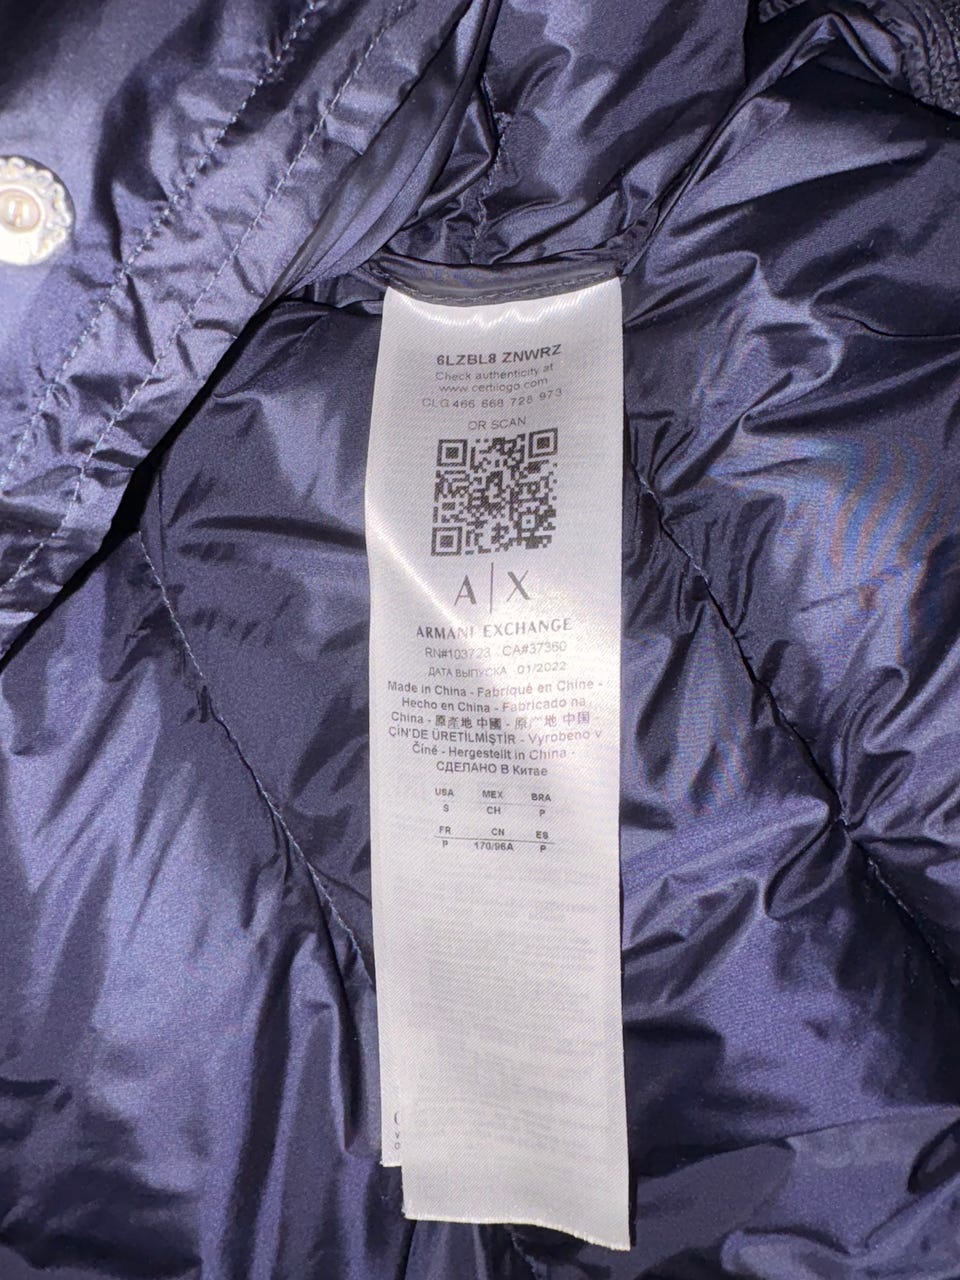 6LZBL8 ZNWRZ
Check authenticity at
www.certilogo.com
CLG 466 668 728 973
OR SCAN
A|X
ARMANI EXCHANGE
RN#103723 CA#37360
ДАТА ВЫПУСКА 01/2022
Made in China - Fabriqué en Chine -
Hecho en China - Fabricado na
China - 原產地 中國 - 原产地 中国
ÇİN'DE ÜRETİLMİŞTİR - Vyrobeno v
Číně - Hergestellt in China -
СДЕЛАНО В Китае
USA MEX BRA
S CH P
FR CN ES
P 170/96A P